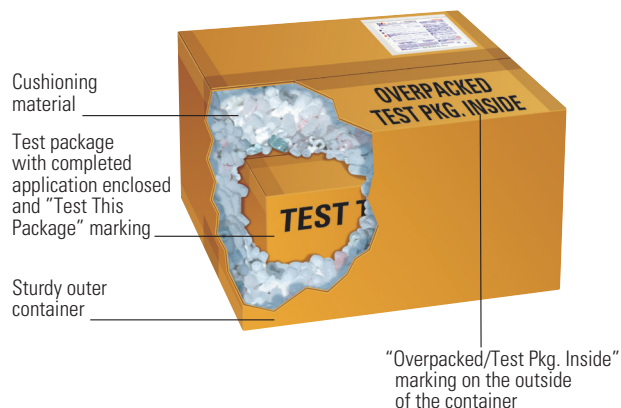 OVERPACKED
TEST PKG. INSIDE
Cushioning
material
Test package
with completed
application enclosed
and “Test This
Package” marking
TEST T
Sturdy outer
container
“Overpacked/Test Pkg. Inside”
marking on the outside
of the container